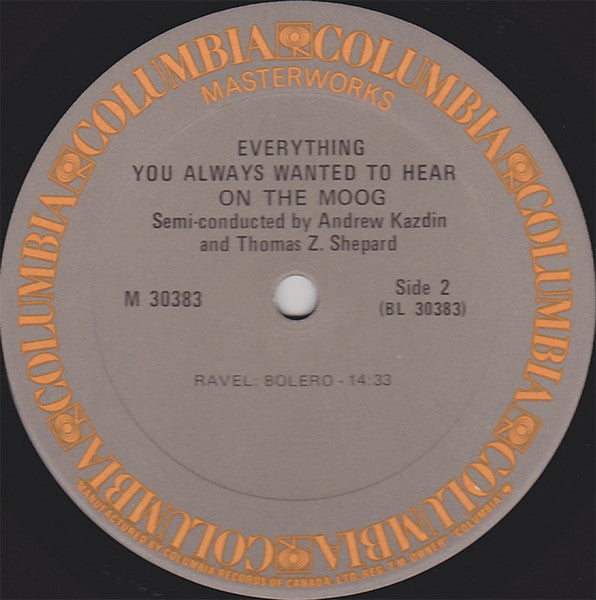 COLUMBIA COLUMBIA COLUMBIA COLUMBIA COLUMBIA COLUMBIA COLUMBIA COLUMBIA
MASTERWORKS
EVERYTHING
YOU ALWAYS WANTED TO HEAR
ON THE MOOG
Semi-conducted by Andrew Kazdin
and Thomas Z. Shepard
M 30383
Side 2
(BL 30383)
RAVEL: BOLERO - 14:33
"MANUFACTURED BY COLUMBIA RECORDS OF CANADA, LTD. REG. T.M. OWNER" "COLUMBIA"